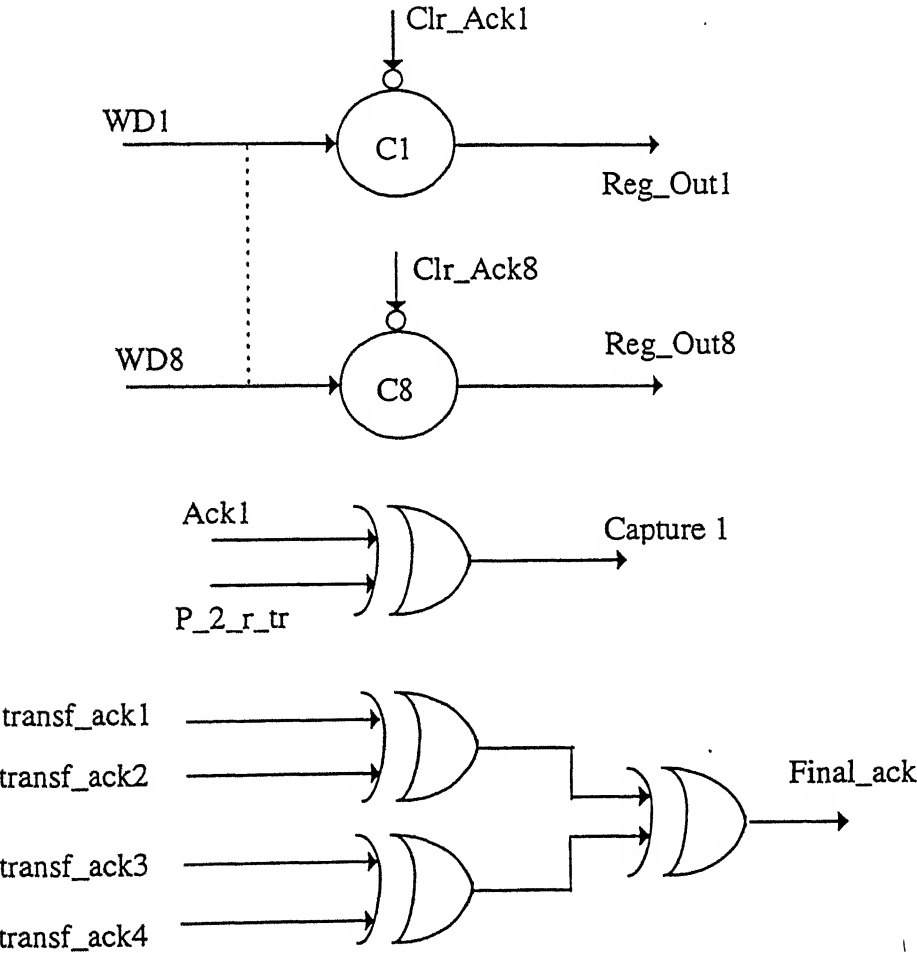 Clr_Ack1
WD1
C1
Reg_Out1
Clr_Ack8
WD8
Reg_Out8
C8
Ack1
Capture 1
P_2_r_tr
transf_ack1
transf_ack2
Final_ack
transf_ack3
transf_ack4